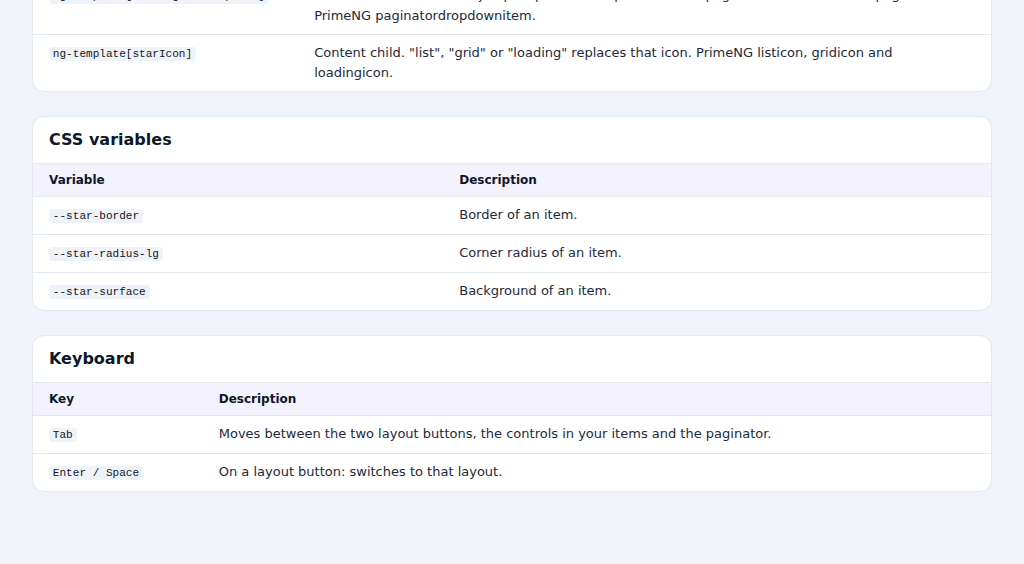 PrimeNG paginatordropdownitem.
ng-template[starIcon]
Content child. "list", "grid" or "loading" replaces that icon. PrimeNG listicon, gridicon and
loadingicon.
CSS variables
Variable Description
--star-border Border of an item.
--star-radius-lg Corner radius of an item.
--star-surface Background of an item.
Keyboard
Key Description
Tab Moves between the two layout buttons, the controls in your items and the paginator.
Enter / Space On a layout button: switches to that layout.